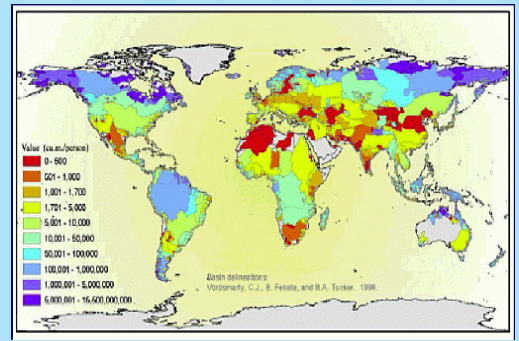 Value (cu.m./person)
0 - 500
501 - 1,000
1,001 - 1,700
1,701 - 5,000
5,001 - 10,000
10,001 - 50,000
50,001 - 100,000
100,001 - 1,000,000
1,000,001 - 5,000,000
5,000,001 - 15,500,000,000
Basin delineations:
Vorosmarty, C.J., B. Fekete, and B.A. Tucker. 1998.